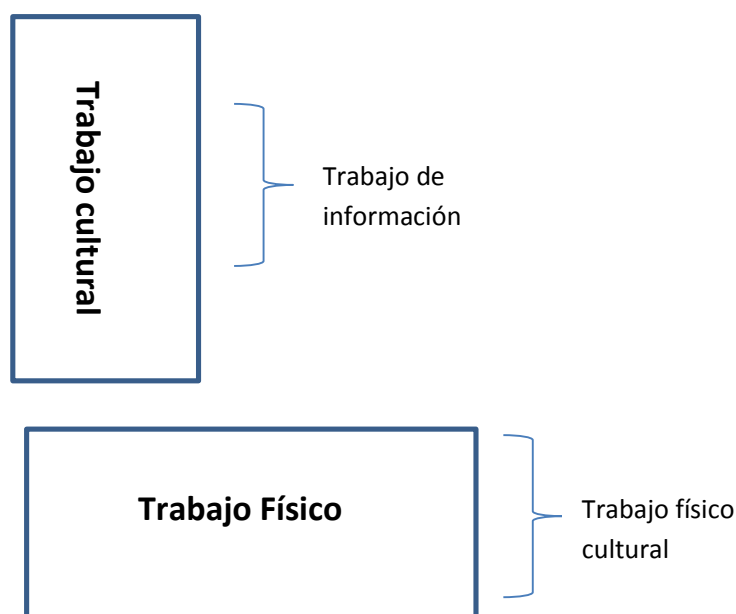 Trabajo cultural
Trabajo de
información
Trabajo Físico
Trabajo físico
cultural